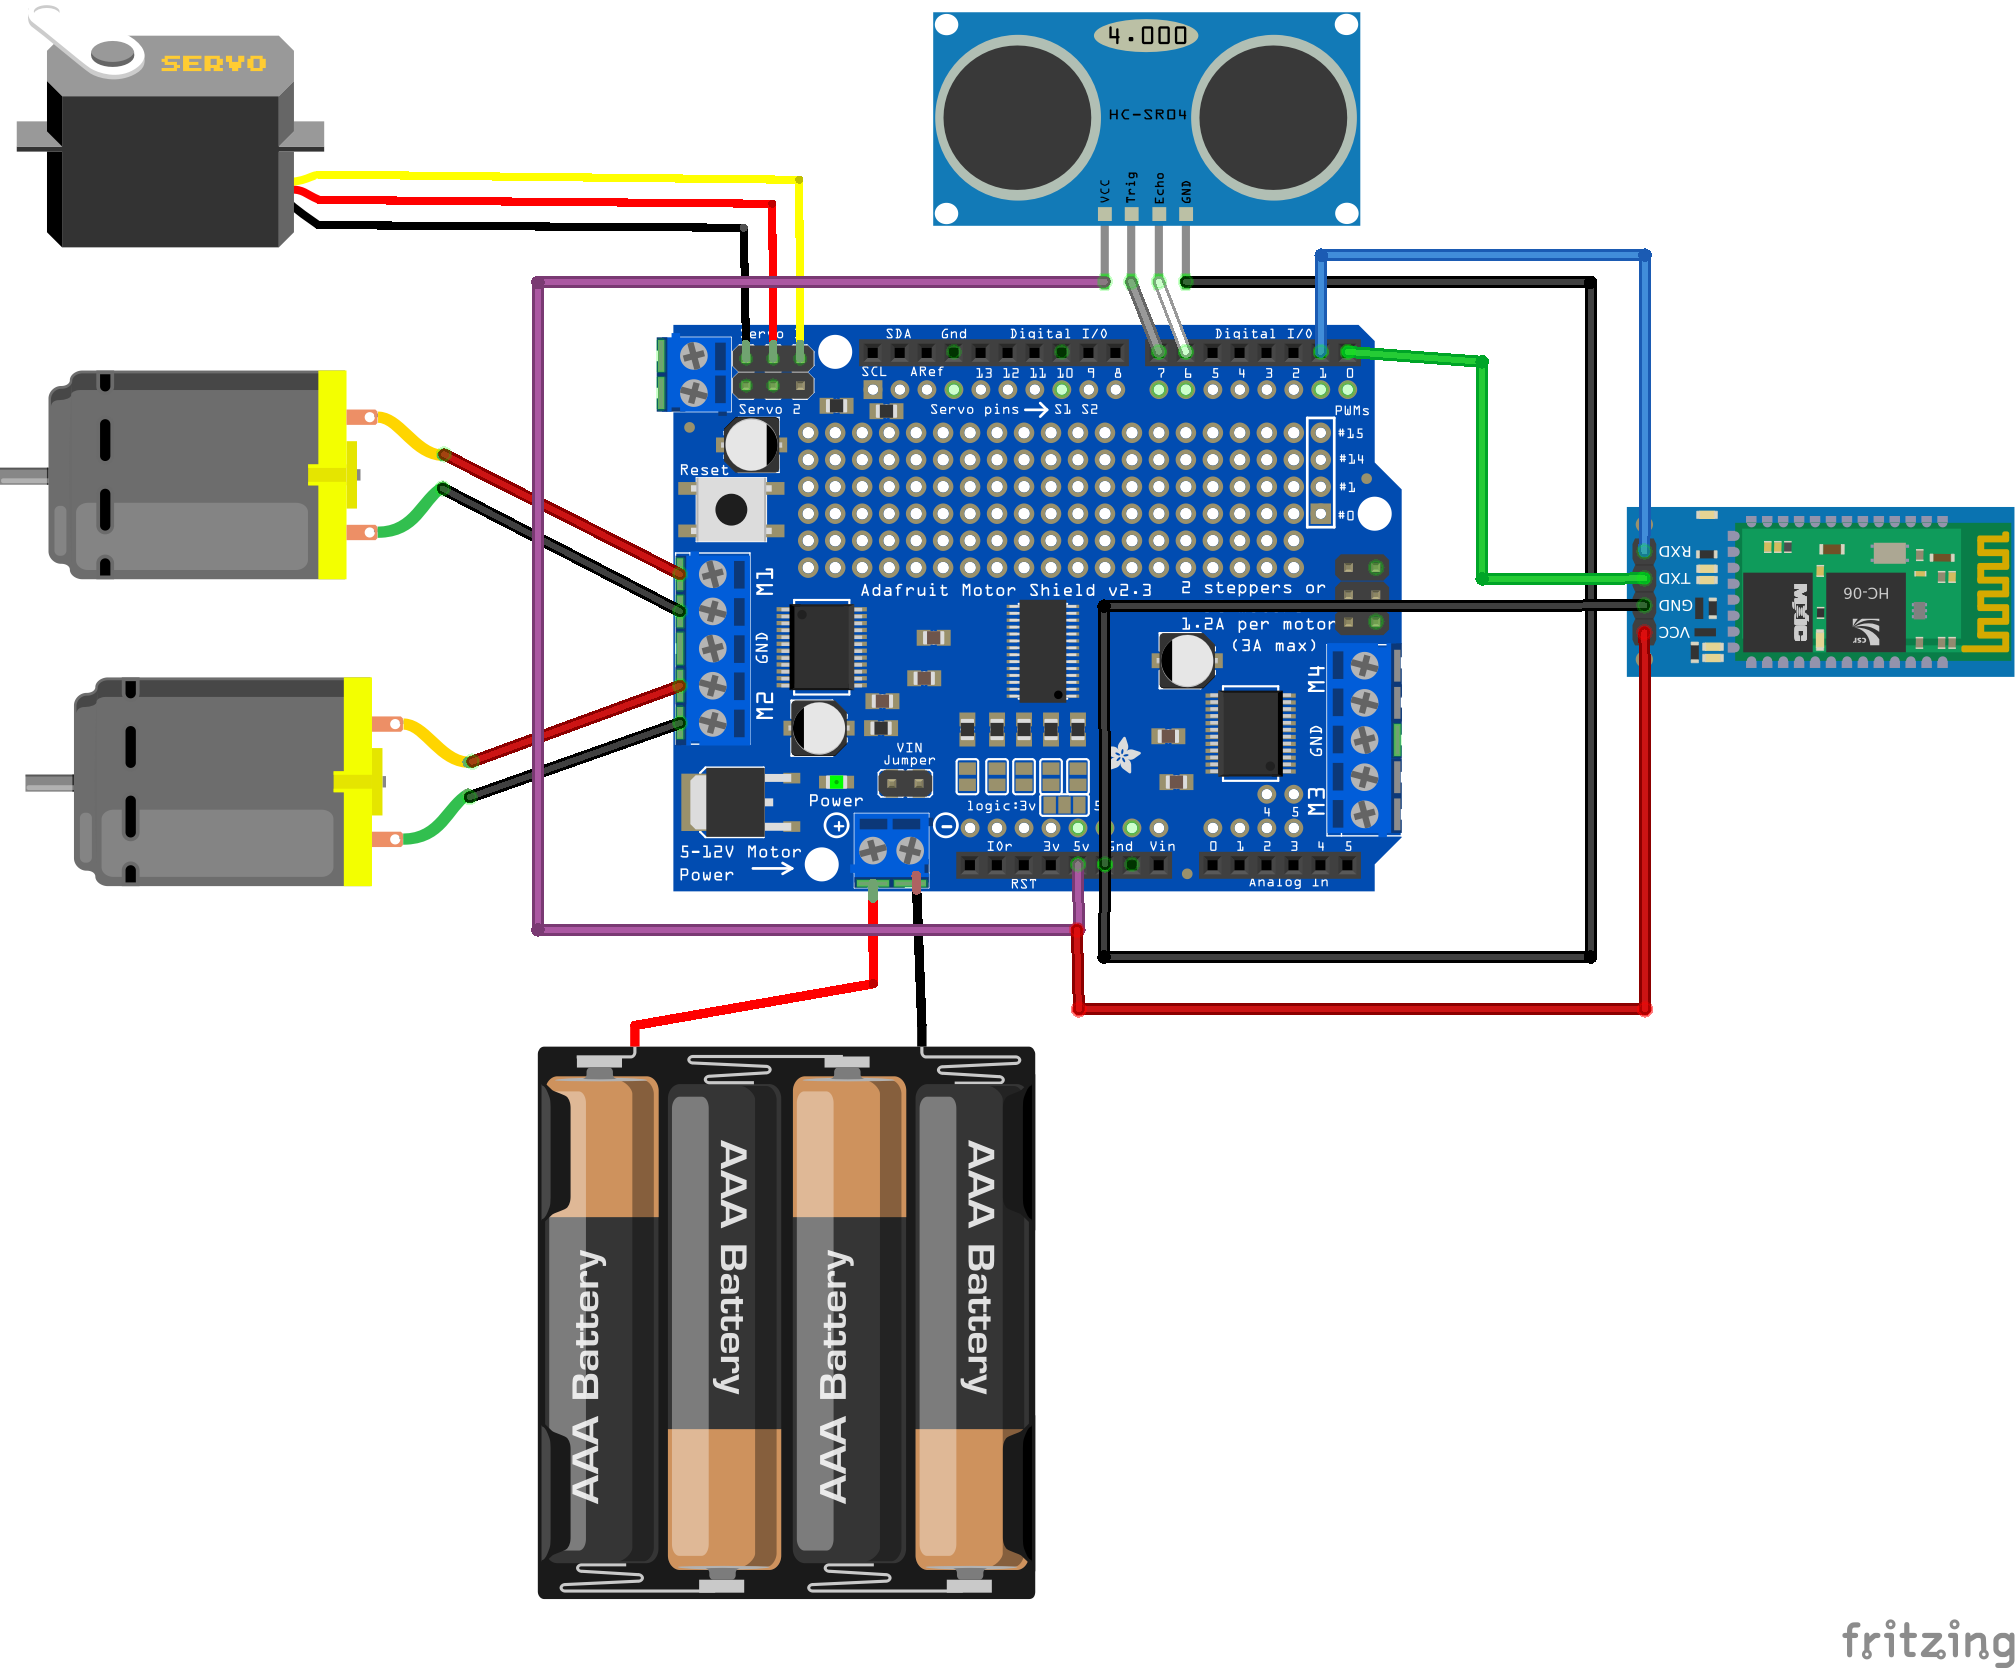 SERVO
4.000
HC-SR04
VCC
Trig
Echo
GND
SDA
Gnd
Digital I/O
Digital I/O
SCL
ARef
13
12
11
10
9
8
7
6
5
4
3
2
1
0
Servo 2
Servo pins
S1
S2
PWMs
#15
#14
#1
#0
Reset
M1
GND
M2
Adafruit Motor Shield v2.3
2 steppers or
1.2A per motor
(3A max)
M4
GND
M3
RXD
TXD
GND
VCC
HC-06
csr
VIN
Jumper
Power
logic:3v
4
5
+
-
5-12V Motor
Power
IOr
3v
5v
Gnd
Vin
0
1
2
3
4
5
RST
Analog In
AAA Battery
AAA Battery
AAA Battery
AAA Battery
fritzing